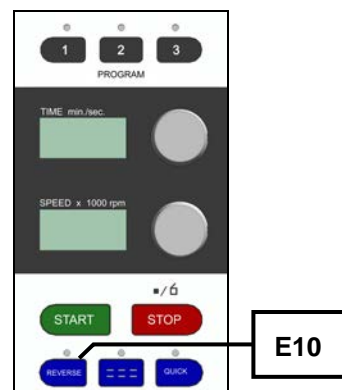 1 2 3
PROGRAM
TIME min./sec.
SPEED x 1000 rpm
START STOP
REVERSE QUICK
E10